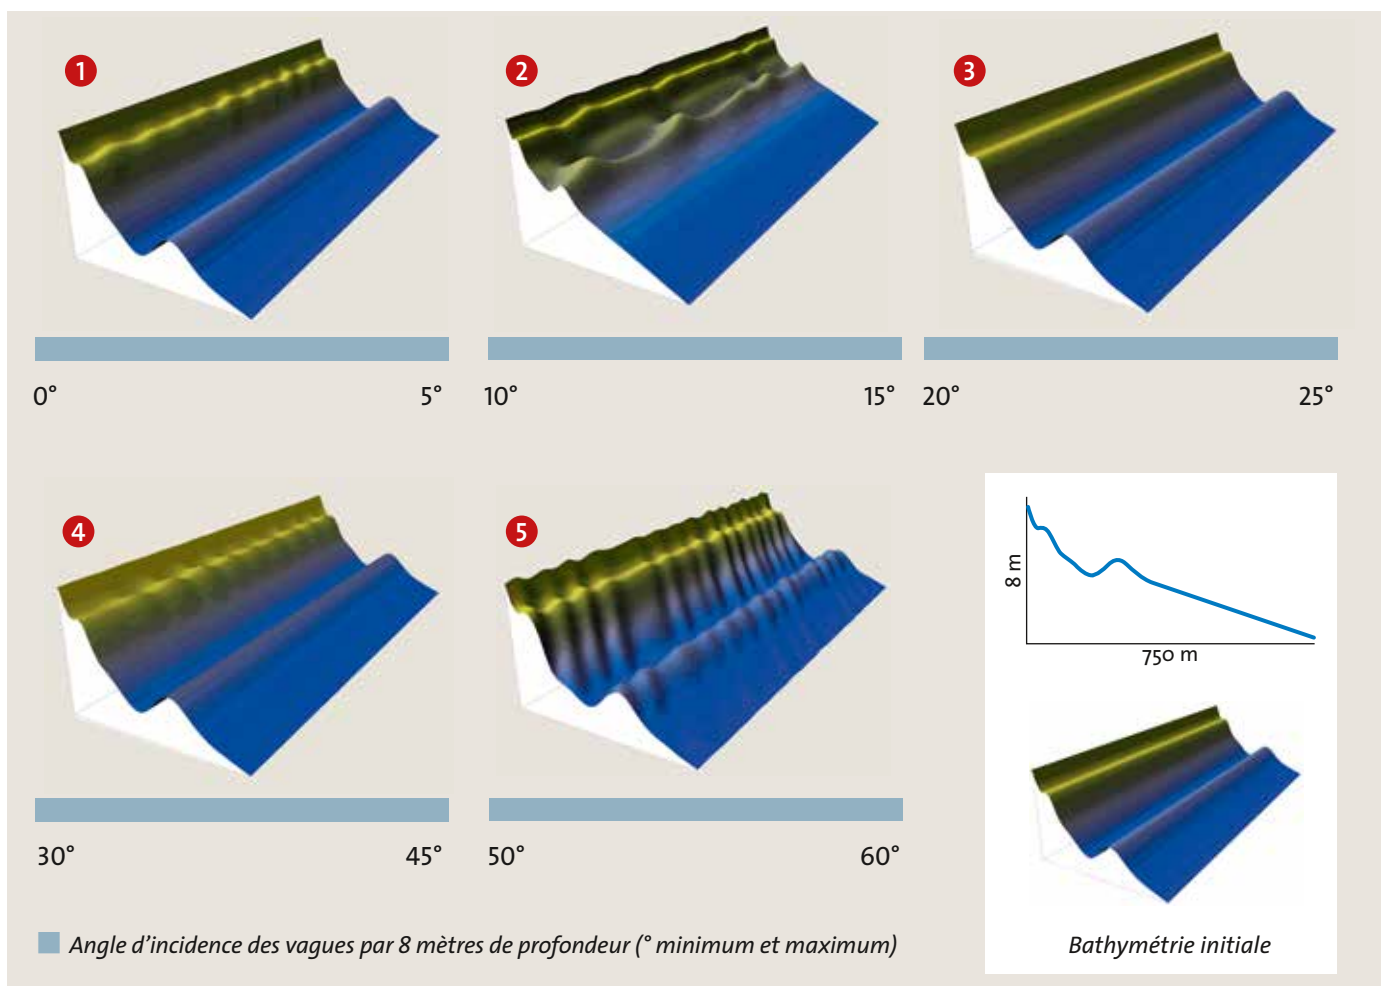 1
2
3
0° 5° 10° 15° 20° 25°
4
5
8 m
750 m
30° 45° 50° 60°
Angle d’incidence des vagues par 8 mètres de profondeur (° minimum et maximum)
Bathymétrie initiale